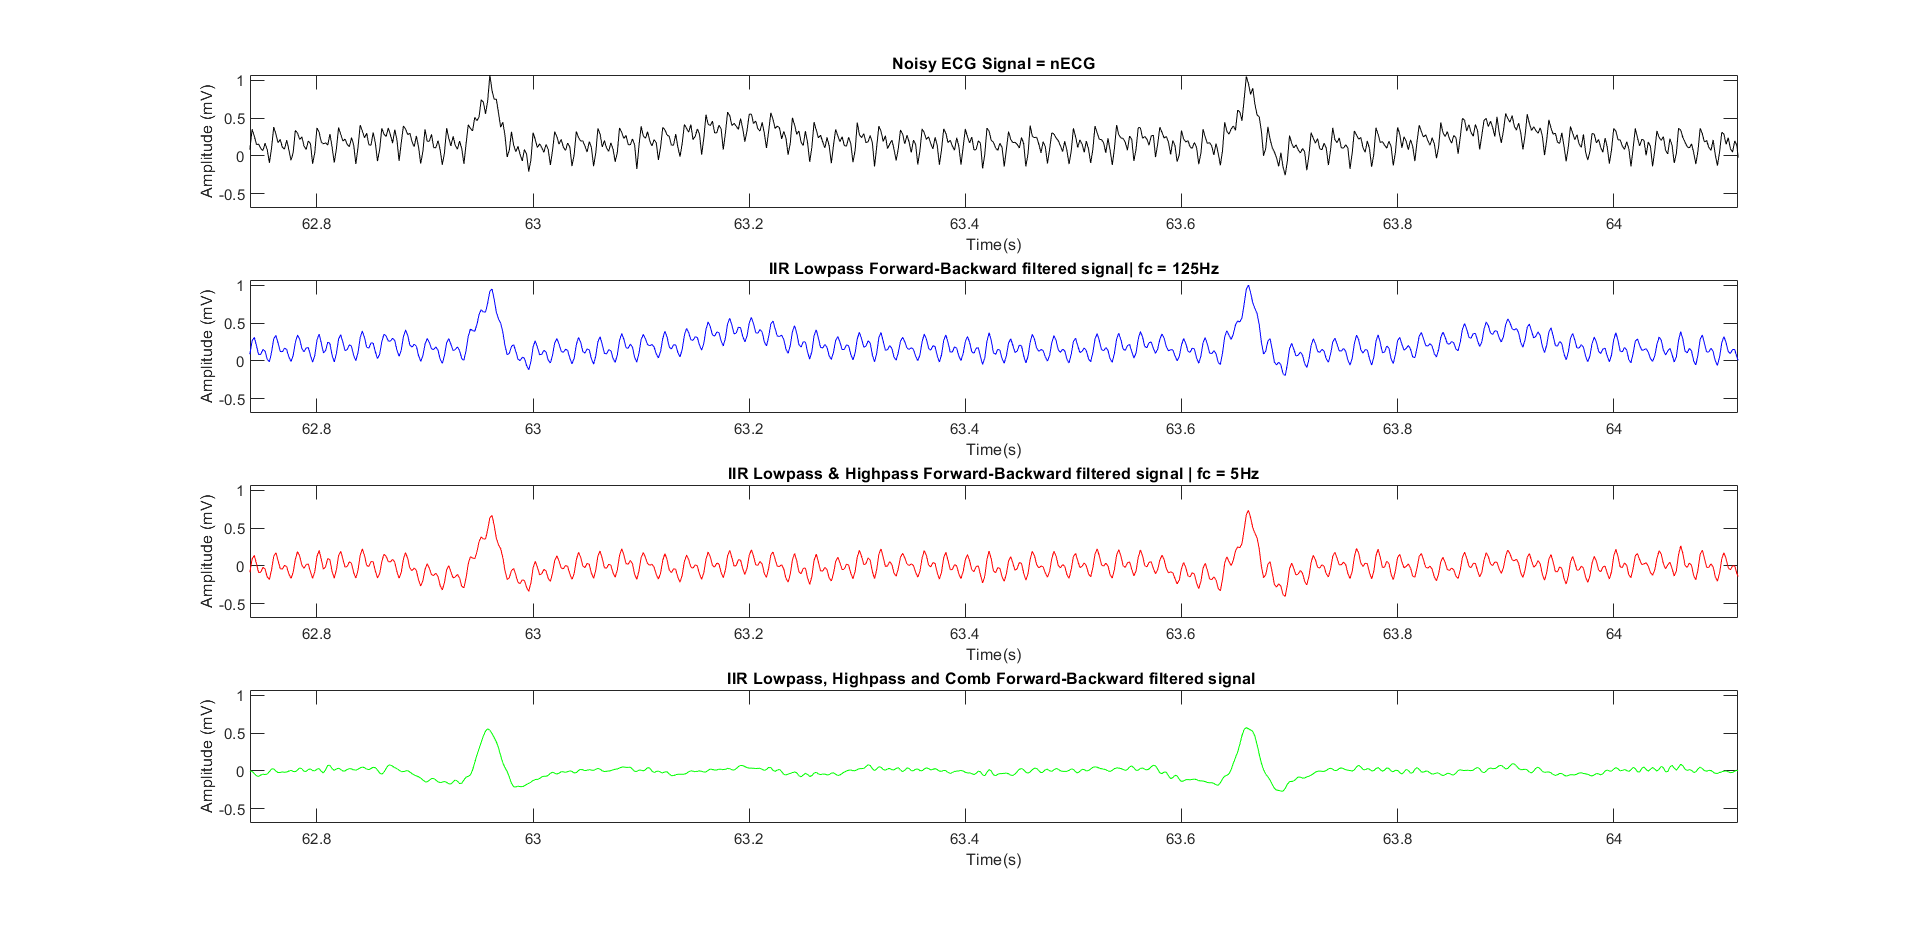 Noisy ECG Signal = nECG
Amplitude (mV)
1
0.5
0
-0.5
62.8 63 63.2 63.4 63.6 63.8 64
Time(s)
IIR Lowpass Forward-Backward filtered signal| fc = 125Hz
Amplitude (mV)
1
0.5
0
-0.5
62.8 63 63.2 63.4 63.6 63.8 64
Time(s)
IIR Lowpass & Highpass Forward-Backward filtered signal | fc = 5Hz
Amplitude (mV)
1
0.5
0
-0.5
62.8 63 63.2 63.4 63.6 63.8 64
Time(s)
IIR Lowpass, Highpass and Comb Forward-Backward filtered signal
Amplitude (mV)
1
0.5
0
-0.5
62.8 63 63.2 63.4 63.6 63.8 64
Time(s)